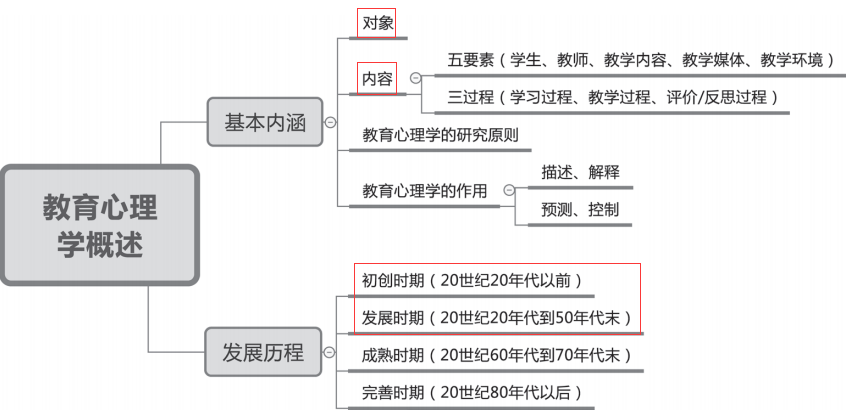 教育心理
学概述
基本内涵
对象
内容
五要素（学生、教师、教学内容、教学媒体、教学环境）
三过程（学习过程、教学过程、评价/反思过程）
教育心理学的研究原则
教育心理学的作用
描述、解释
预测、控制
发展历程
初创时期（20世纪20年代以前）
发展时期（20世纪20年代到50年代末）
成熟时期（20世纪60年代到70年代末）
完善时期（20世纪80年代以后）